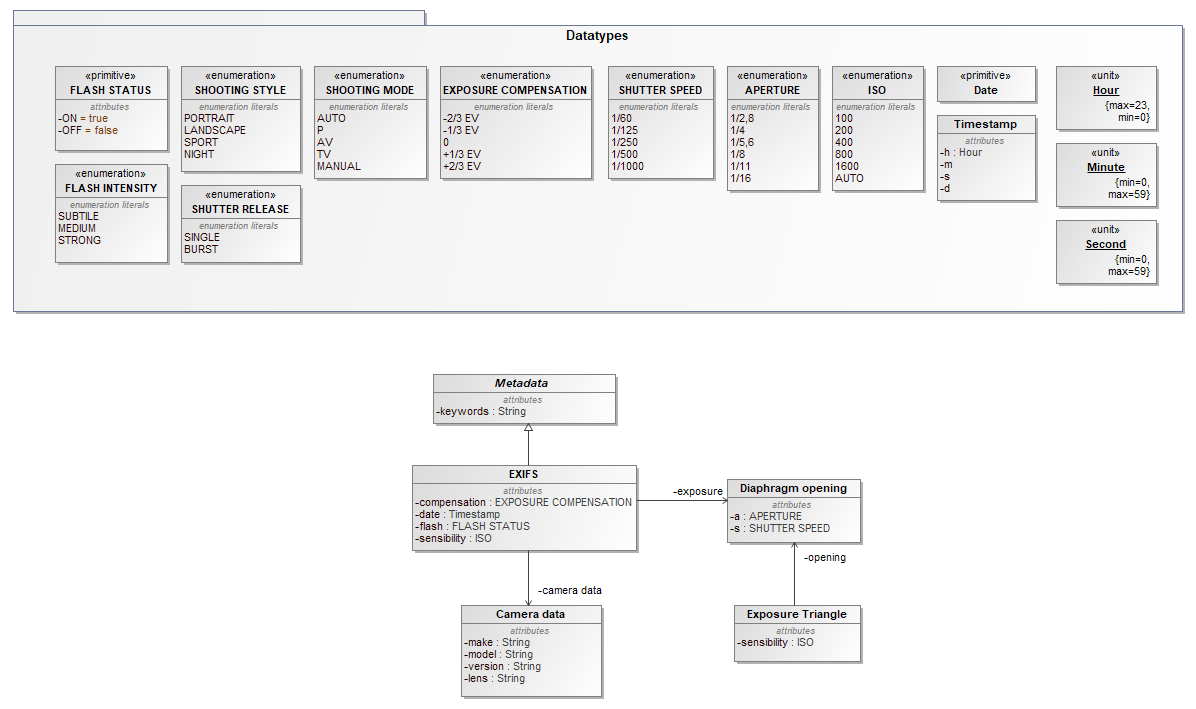 Datatypes
«primitive»
FLASH STATUS
attributes
-ON = true
-OFF = false
«enumeration»
FLASH INTENSITY
enumeration literals
SUBTILE
MEDIUM
STRONG
«enumeration»
SHOOTING STYLE
enumeration literals
PORTRAIT
LANDSCAPE
SPORT
NIGHT
«enumeration»
SHUTTER RELEASE
enumeration literals
SINGLE
BURST
«enumeration»
SHOOTING MODE
enumeration literals
AUTO
P
AV
TV
MANUAL
«enumeration»
EXPOSURE COMPENSATION
enumeration literals
-2/3 EV
-1/3 EV
0
+1/3 EV
+2/3 EV
«enumeration»
SHUTTER SPEED
enumeration literals
1/60
1/125
1/250
1/500
1/1000
«enumeration»
APERTURE
enumeration literals
1/2,8
1/4
1/5,6
1/8
1/11
1/16
«enumeration»
ISO
enumeration literals
100
200
400
800
1600
AUTO
«primitive»
Date
Timestamp
attributes
-h : Hour
-m
-s
-d
«unit»
Hour
{max=23,
min=0}
«unit»
Minute
{min=0,
max=59}
«unit»
Second
{min=0,
max=59}
Metadata
attributes
-keywords : String
EXIFS
attributes
-compensation : EXPOSURE COMPENSATION
-date : Timestamp
-flash : FLASH STATUS
-sensibility : ISO
-exposure
Diaphragm opening
attributes
-a : APERTURE
-s : SHUTTER SPEED
-opening
-camera data
Camera data
attributes
-make : String
-model : String
-version : String
-lens : String
Exposure Triangle
attributes
-sensibility : ISO